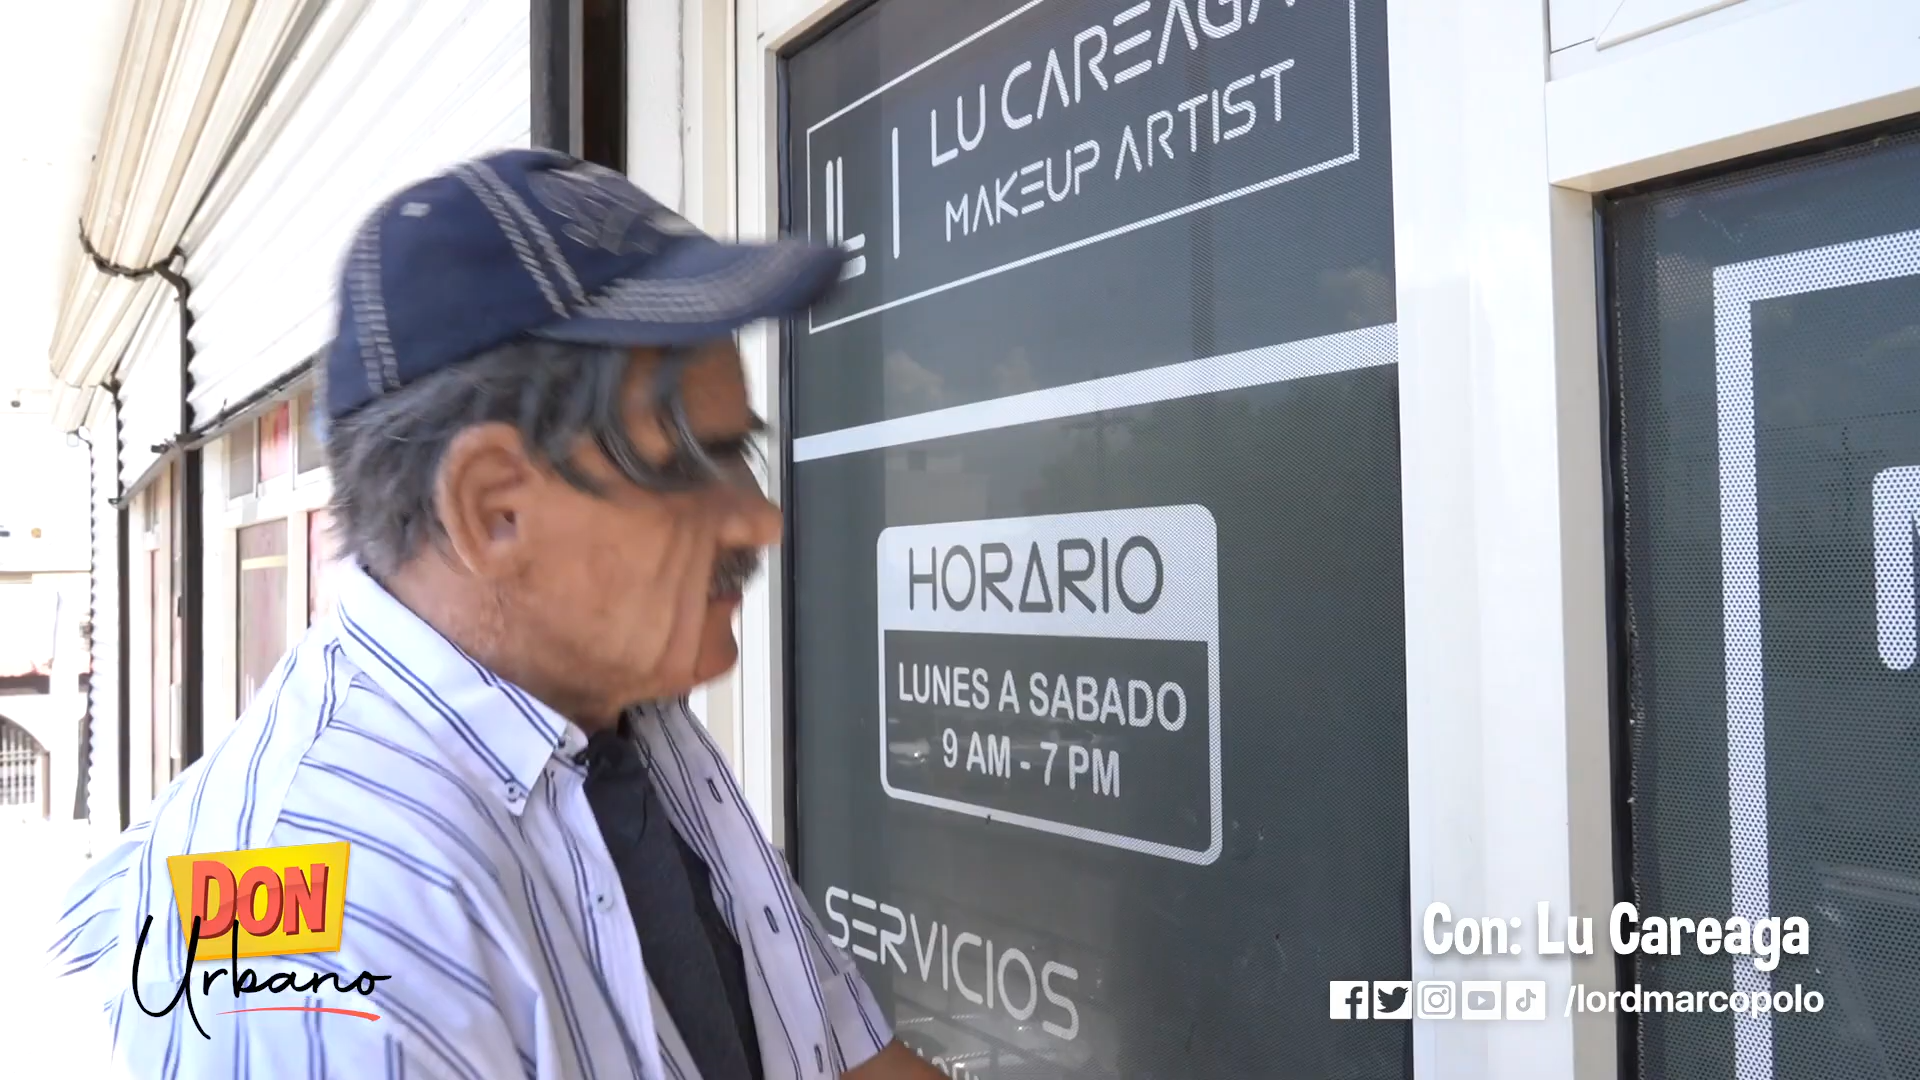 LU CAREAGA
MAKEUP ARTIST
HORARIO
LUNES A SABADO
9 AM - 7 PM
SERVICIOS
DON
Urbano
Con: Lu Careaga
/lordmarcopolo